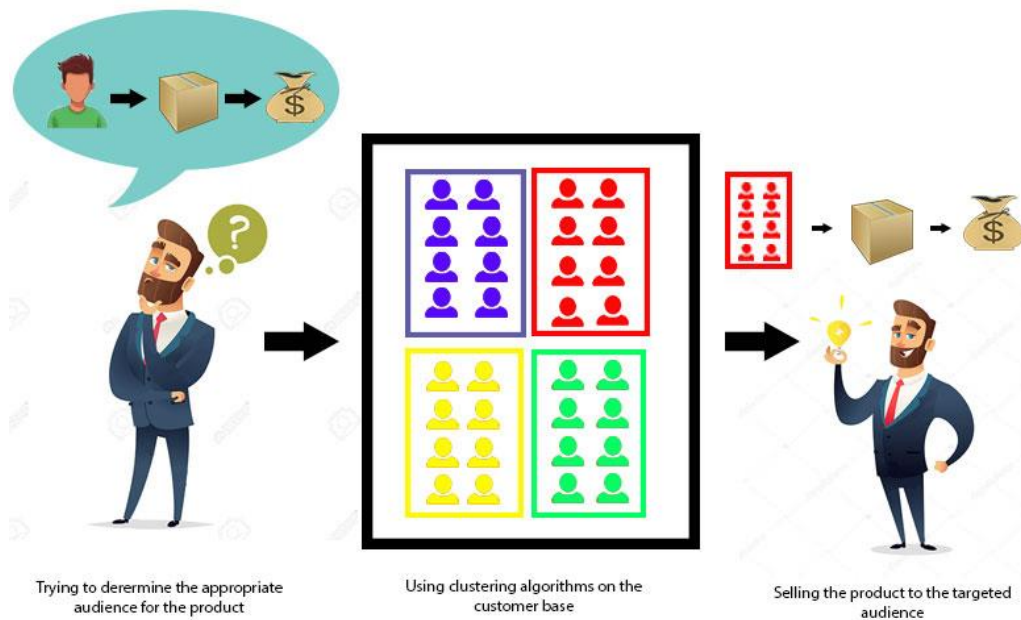 $
$
?
Trying to derermine the appropriate
audience for the product
Using clustering algorithms on the
customer base
Selling the product to the targeted
audience